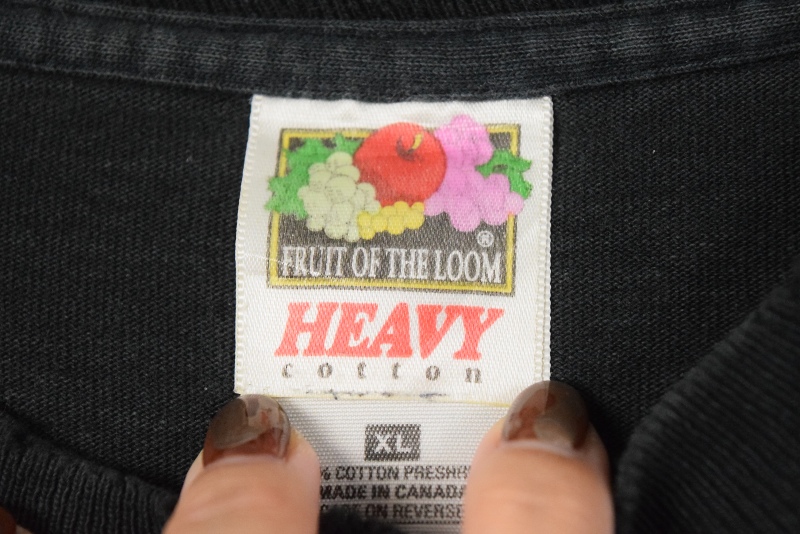 ®
FRUIT OF THE LOOM
HEAVY
cotton
XL
% COTTON PRESHR
MADE IN CANADA
ON REVERSE